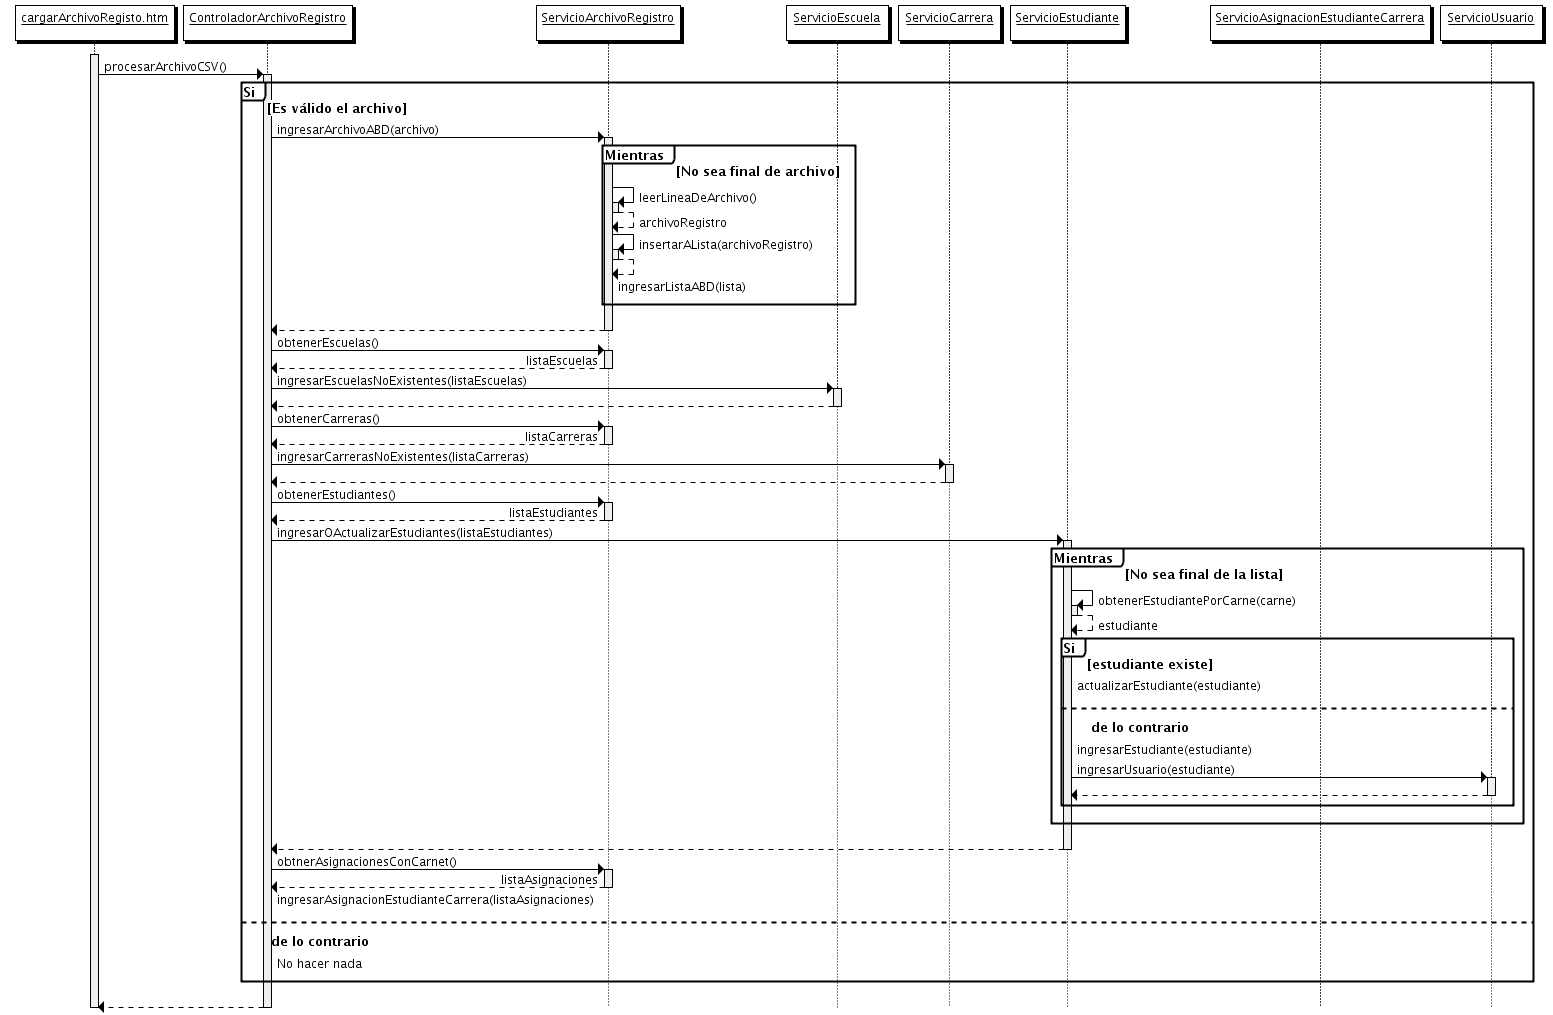 cargarArchivoRegisto.htm
ControladorArchivoRegistro
ServicioArchivoRegistro
ServicioEscuela
ServicioCarrera
ServicioEstudiante
ServicioAsignacionEstudianteCarrera
ServicioUsuario
procesarArchivoCSV()
Si
[Es válido el archivo]
ingresarArchivoABD(archivo)
Mientras
[No sea final de archivo]
leerLineaDeArchivo()
archivoRegistro
insertarALista(archivoRegistro)
ingresarListaABD(lista)
obtenerEscuelas()
listaEscuelas
ingresarEscuelasNoExistentes(listaEscuelas)
obtenerCarreras()
listaCarreras
ingresarCarrerasNoExistentes(listaCarreras)
obtenerEstudiantes()
listaEstudiantes
ingresarOActualizarEstudiantes(listaEstudiantes)
Mientras
[No sea final de la lista]
obtenerEstudiantePorCarne(carne)
estudiante
Si
[estudiante existe]
actualizarEstudiante(estudiante)
de lo contrario
ingresarEstudiante(estudiante)
ingresarUsuario(estudiante)
obtnerAsignacionesConCarnet()
listaAsignaciones
ingresarAsignacionEstudianteCarrera(listaAsignaciones)
de lo contrario
No hacer nada